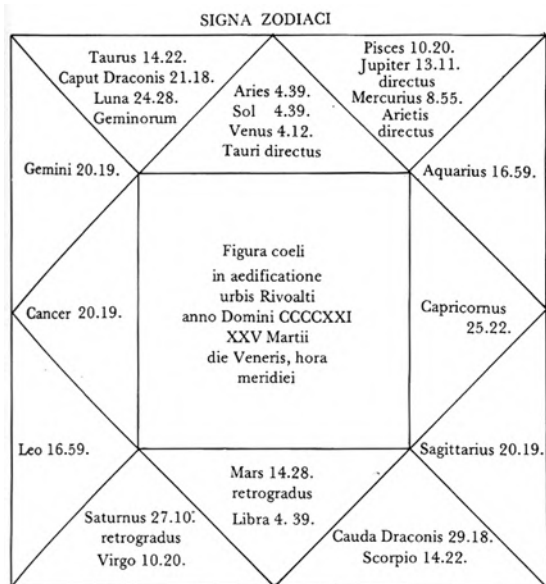 SIGNA ZODIACI
Taurus 14.22.
Caput Draconis 21.18.
Luna 24.28.
Geminorum
Aries 4.39.
Sol 4.39.
Venus 4.12.
Tauri directus
Pisces 10.20.
Jupiter 13.11.
directus
Mercurius 8.55.
Arietis
directus
Gemini 20.19.
Aquarius 16.59.
Cancer 20.19.
Figura coeli
in aedificatione
urbis Rivoalti
anno Domini CCCCXXI
XXV Martii
die Veneris, hora
meridiei
Capricornus
25.22.
Leo 16.59.
Sagittarius 20.19.
Saturnus 27.10.
retrogradus
Virgo 10.20.
Mars 14.28.
retrogradus
Libra 4. 39.
Cauda Draconis 29.18.
Scorpio 14.22.